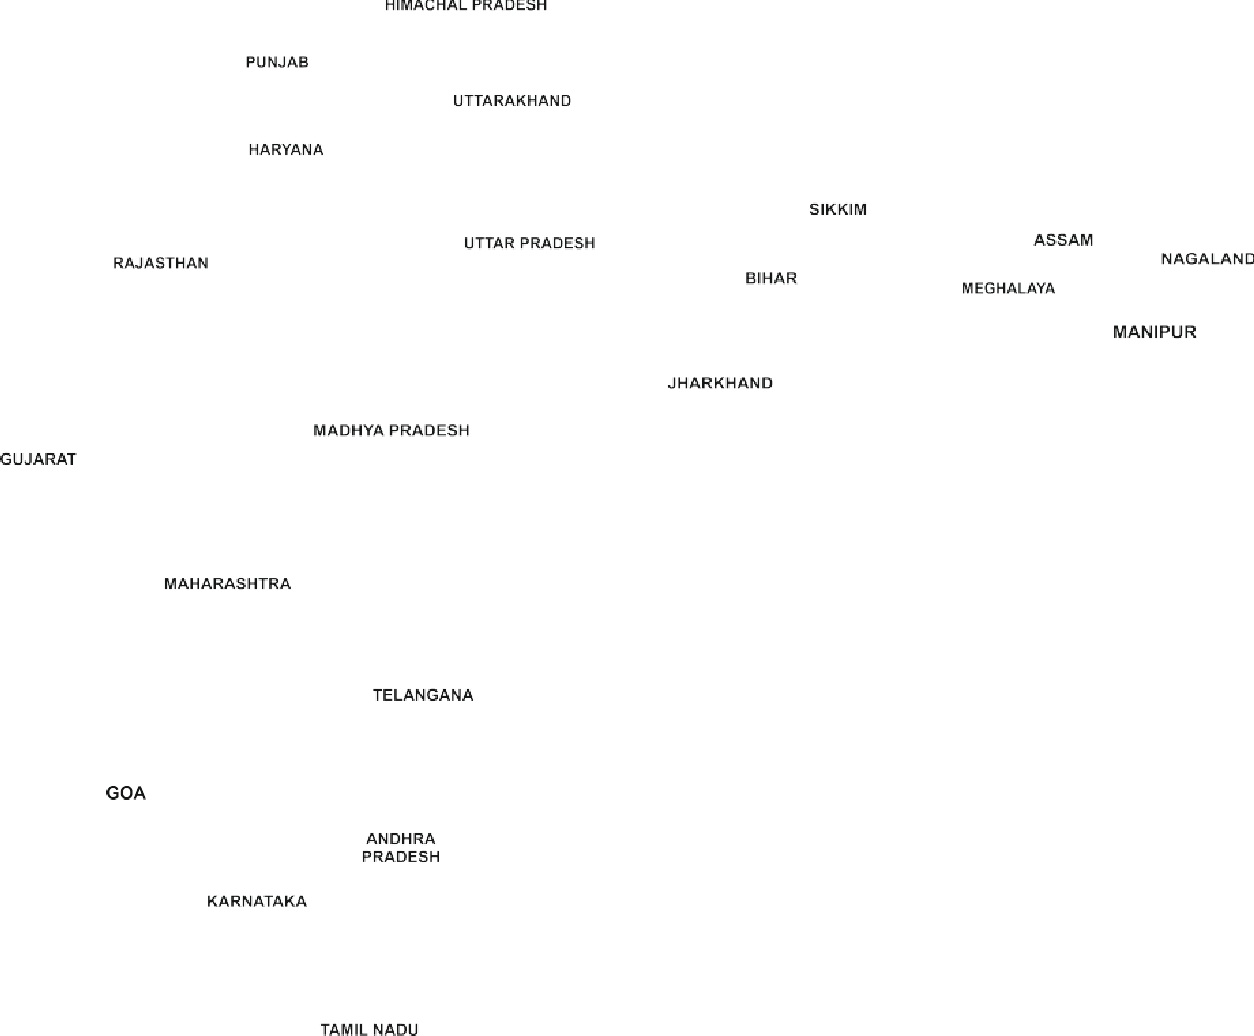 HIMACHAL PRADESH
PUNJAB
UTTARAKHAND
HARYANA
SIKKIM
ASSAM
UTTAR PRADESH
NAGALAND
RAJASTHAN
BIHAR
MEGHALAYA
MANIPUR
JHARKHAND
MADHYA PRADESH
GUJARAT
MAHARASHTRA
TELANGANA
GOA
ANDHRA
PRADESH
KARNATAKA
TAMIL NADU